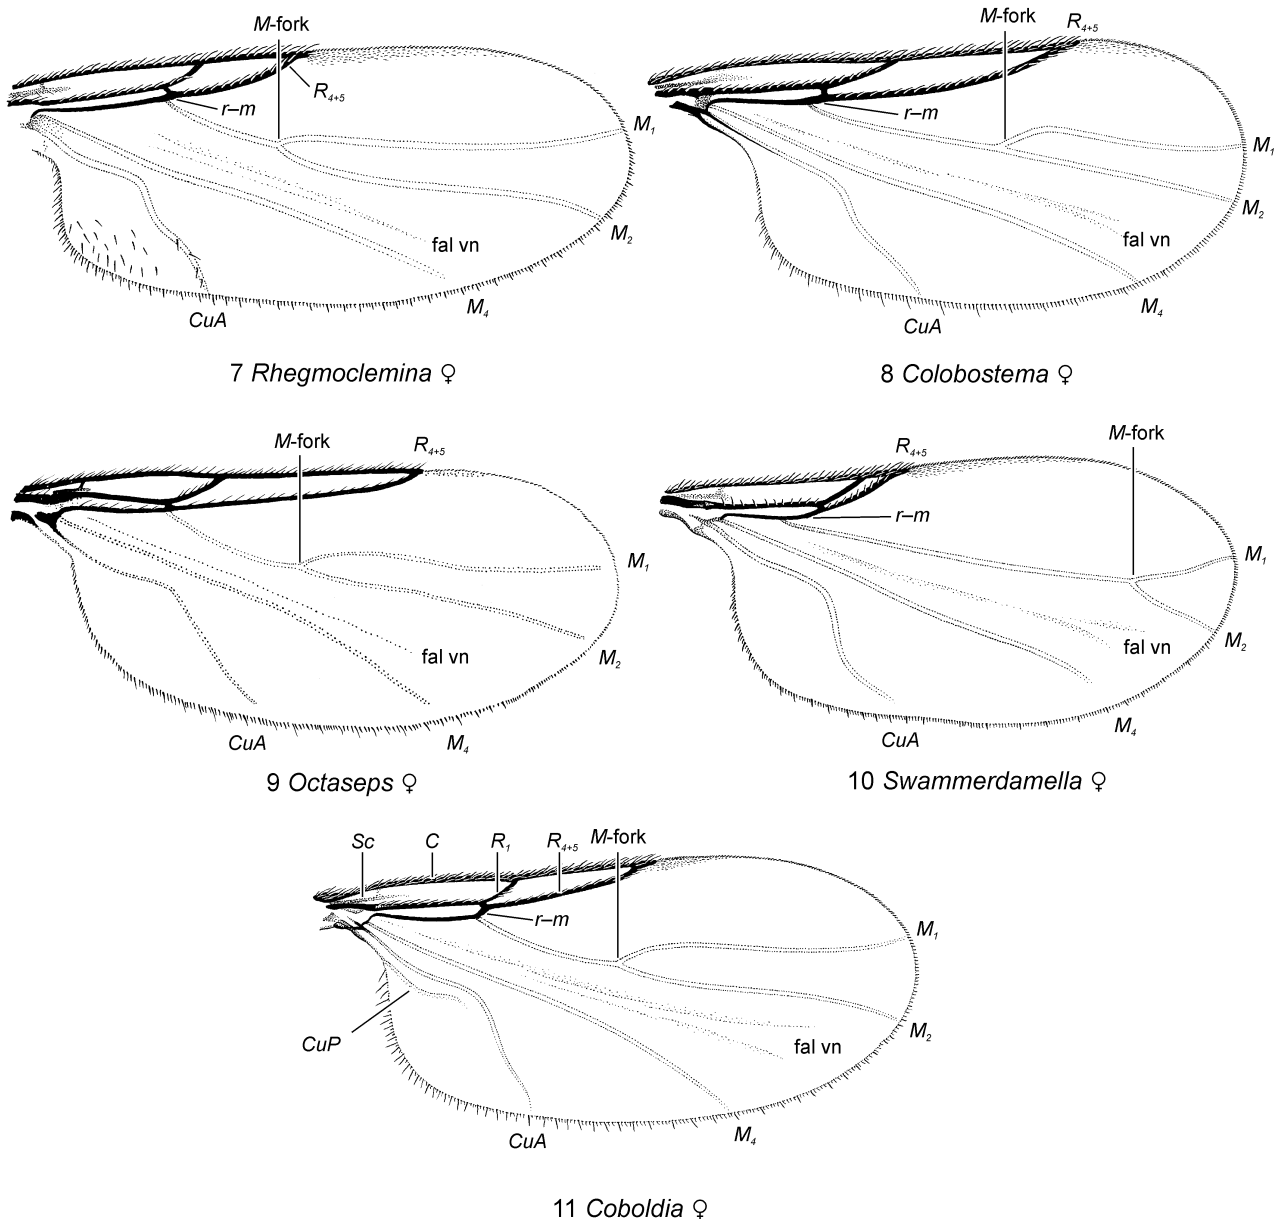 M-fork
R4+5
r–m
M1
M2
fal vn
M4
CuA
7 Rhegmoclemina ♀
M-fork
R4+5
r–m
M1
M2
fal vn
M4
CuA
8 Colobostema ♀
M-fork
R4+5
M1
M2
fal vn
M4
CuA
9 Octaseps ♀
M-fork
R4+5
r–m
M1
M2
fal vn
M4
CuA
10 Swammerdamella ♀
Sc
C
R1
R4+5
M-fork
r–m
M1
M2
fal vn
CuP
M4
CuA
11 Coboldia ♀